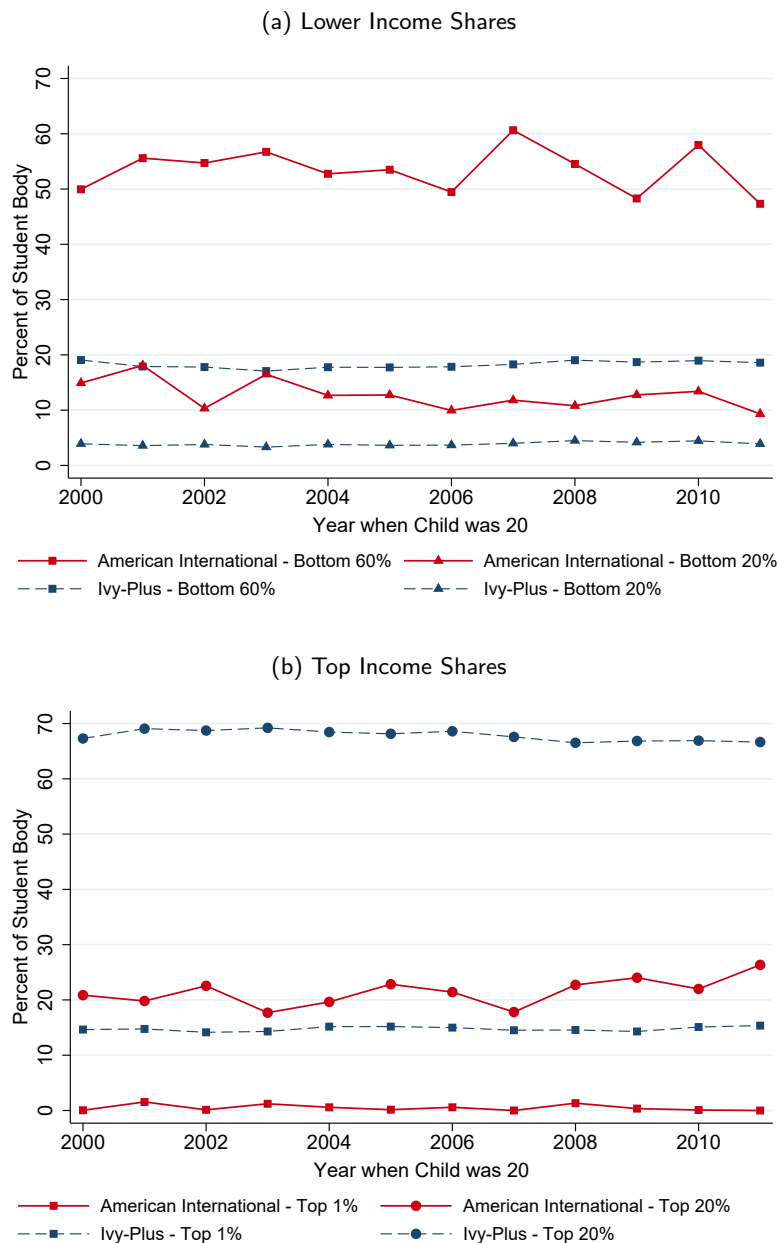 (a) Lower Income Shares
Percent of Student Body
70
60
50
40
30
20
10
0
2000 2002 2004 2006 2008 2010
Year when Child was 20
American International - Bottom 60% American International - Bottom 20%
Ivy-Plus - Bottom 60% Ivy-Plus - Bottom 20%
(b) Top Income Shares
Percent of Student Body
70
60
50
40
30
20
10
0
2000 2002 2004 2006 2008 2010
Year when Child was 20
American International - Top 1% American International - Top 20%
Ivy-Plus - Top 1% Ivy-Plus - Top 20%